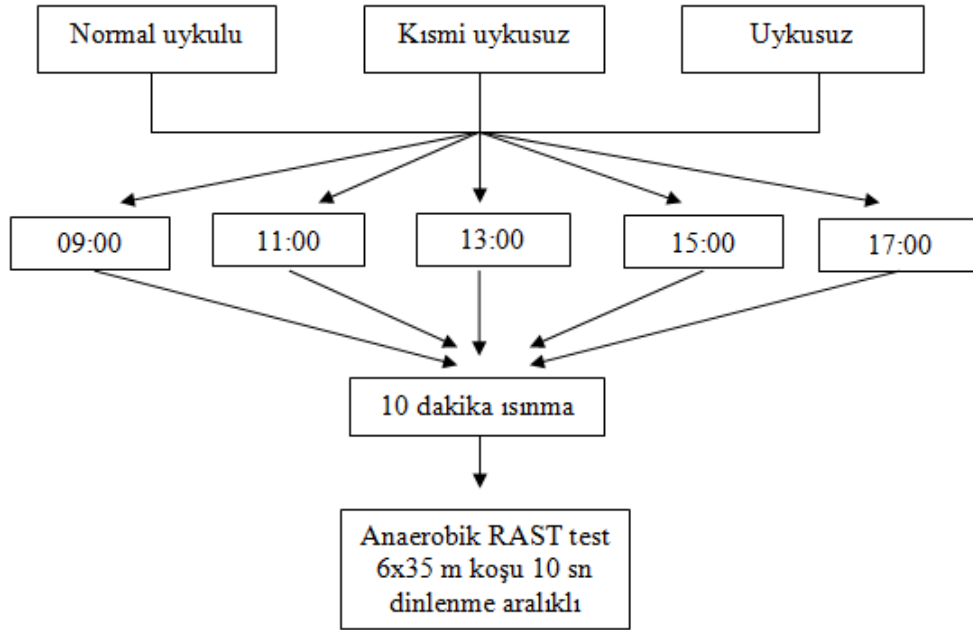 Normal uykulu
Kısmi uykusuz
Uykusuz
09:00
11:00
13:00
15:00
17:00
10 dakika ısınma
Anaerobik RAST test
6x35 m koşu 10 sn
dinlenme aralıklı